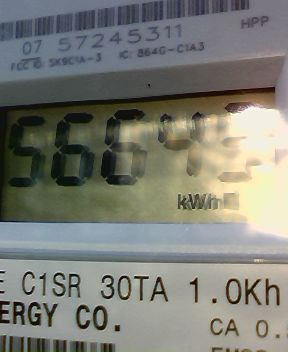 HPP
07 57245311
FCC ID: SK9C1A-3 IC: 864G-C1A3
56643
kWh
E C1SR 30TA 1.0Kh
ERGY CO.
CA 0.